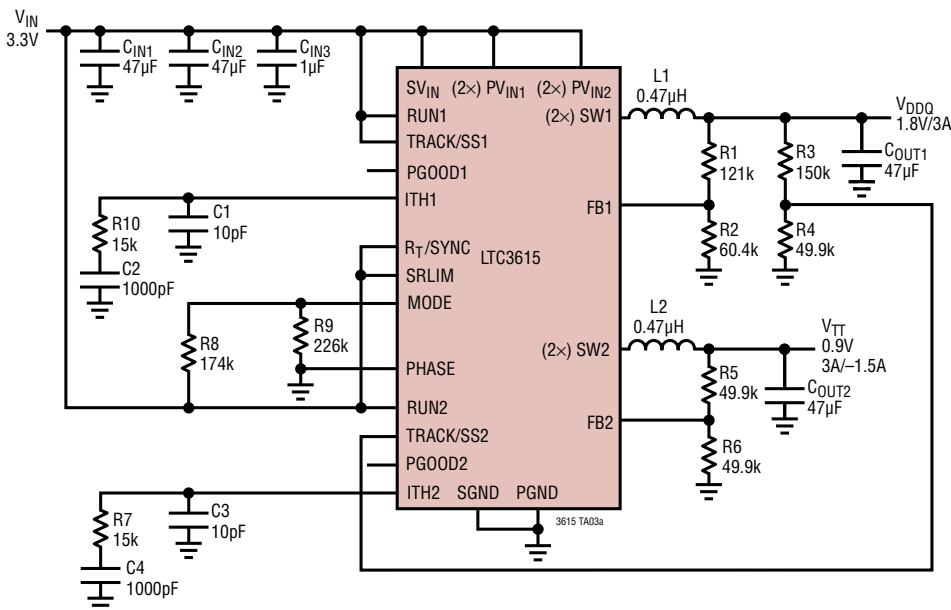 VIN
3.3V
CIN1
47µF
CIN2
47µF
CIN3
1µF
SVIN (2×) PVIN1 (2×) PVIN2
RUN1
TRACK/SS1
PGOOD1
ITH1
RT/SYNC
SRLIM
MODE
PHASE
RUN2
TRACK/SS2
PGOOD2
ITH2
SGND PGND
LTC3615
(2×) SW1
FB1
(2×) SW2
FB2
3615 TA03a
L1
0.47µH
VDDQ
1.8V/3A
R1
121k
R3
150k
COUT1
47µF
R2
60.4k
R4
49.9k
R10
15k
C1
10pF
C2
1000pF
R8
174k
R9
226k
L2
0.47µH
VTT
0.9V
3A/–1.5A
R5
49.9k
COUT2
47µF
R6
49.9k
R7
15k
C3
10pF
C4
1000pF